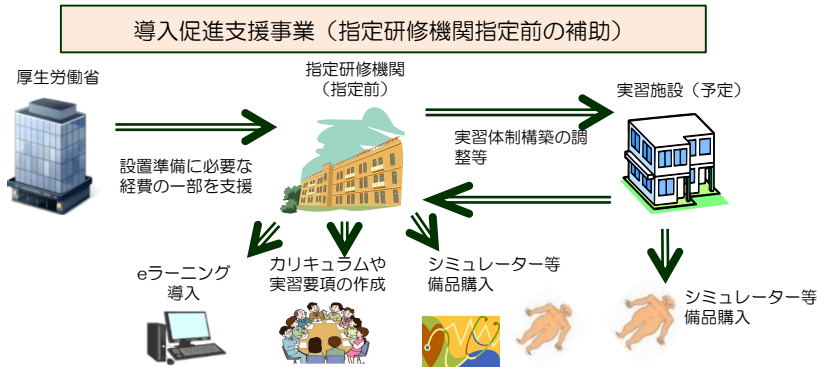 導入促進支援事業（指定研修機関指定前の補助）
厚生労働省
指定研修機関
（指定前）
実習施設（予定）
設置準備に必要な
経費の一部を支援
実習体制構築の調
整等
eラーニング
導入
カリキュラムや
実習要項の作成
シミュレーター等
備品購入
シミュレーター等
備品購入